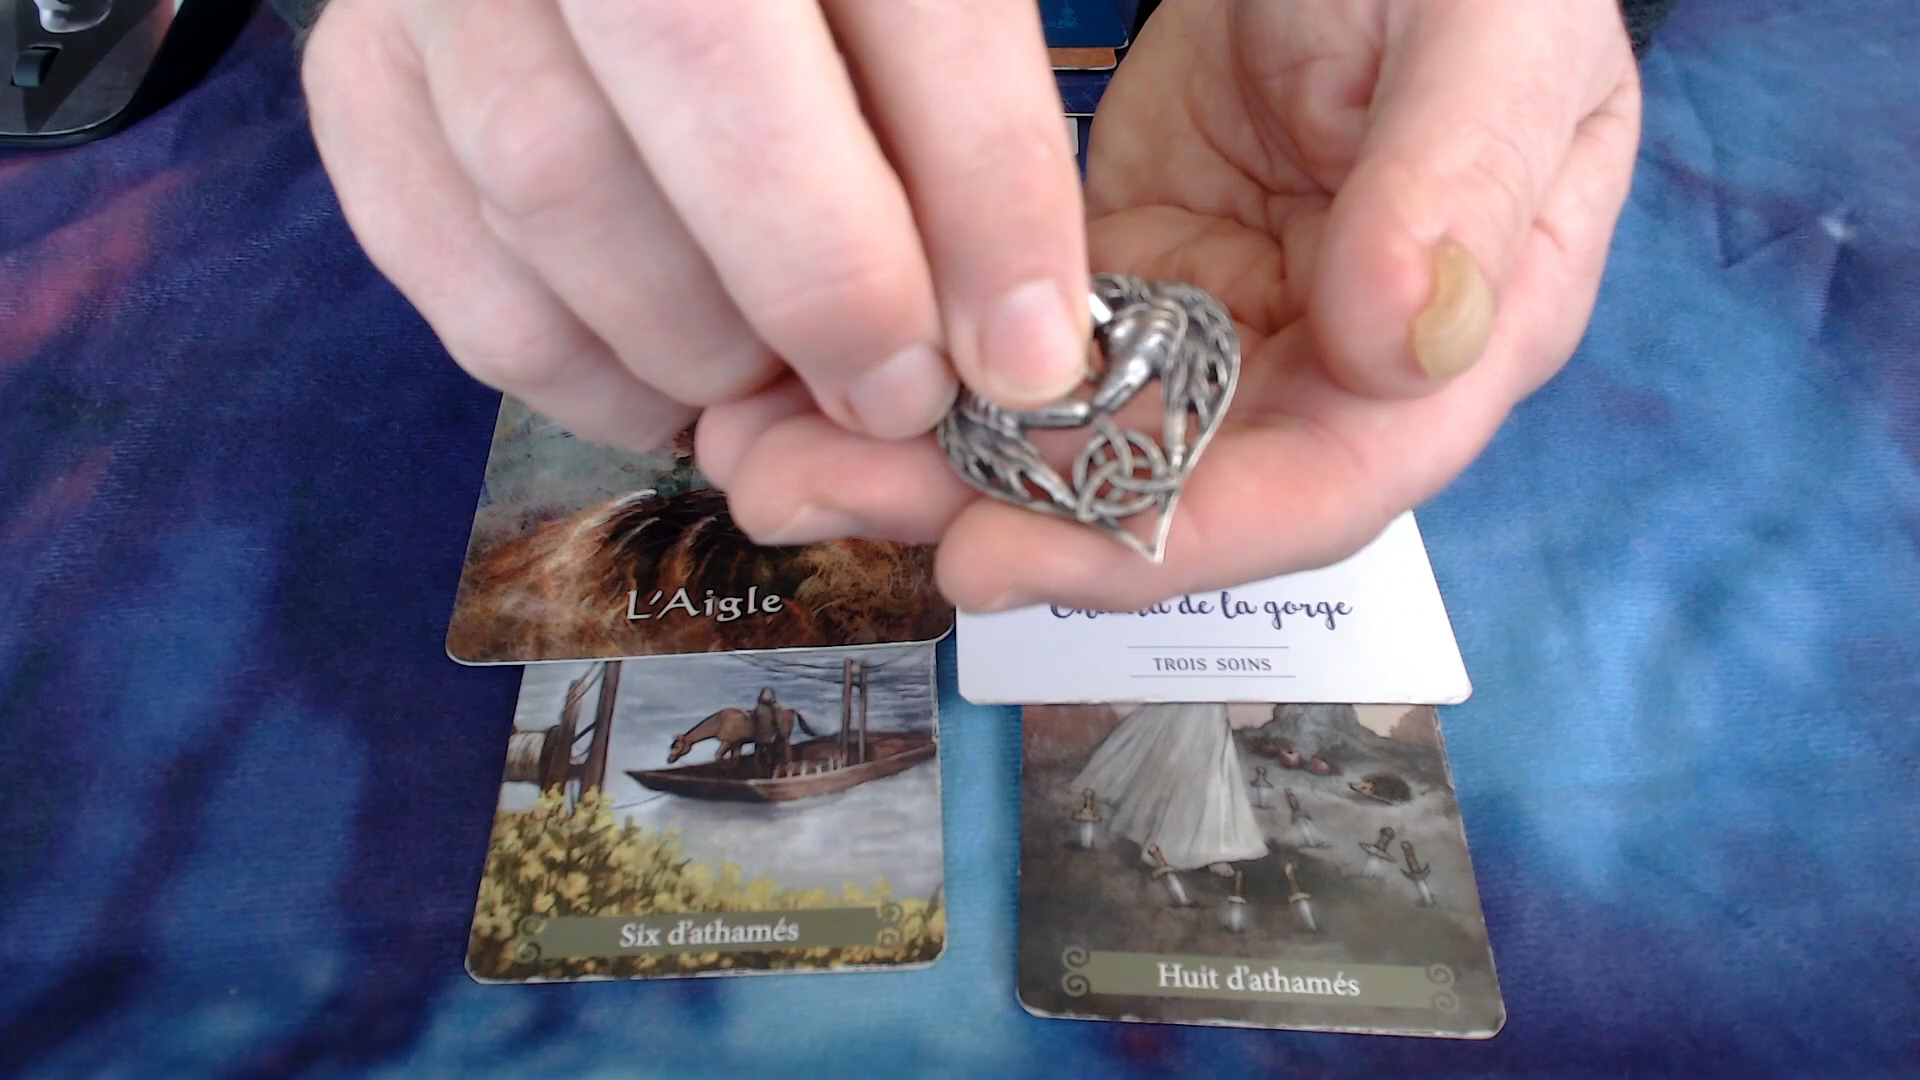 L'Aigle
de la gorge
TROIS SOINS
Six d'athamés
Huit d'athamés